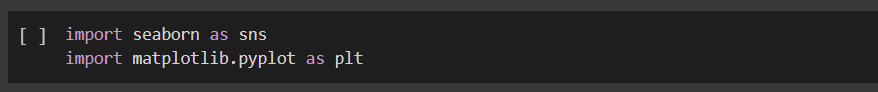 [ ] import seaborn as sns
import matplotlib.pyplot as plt